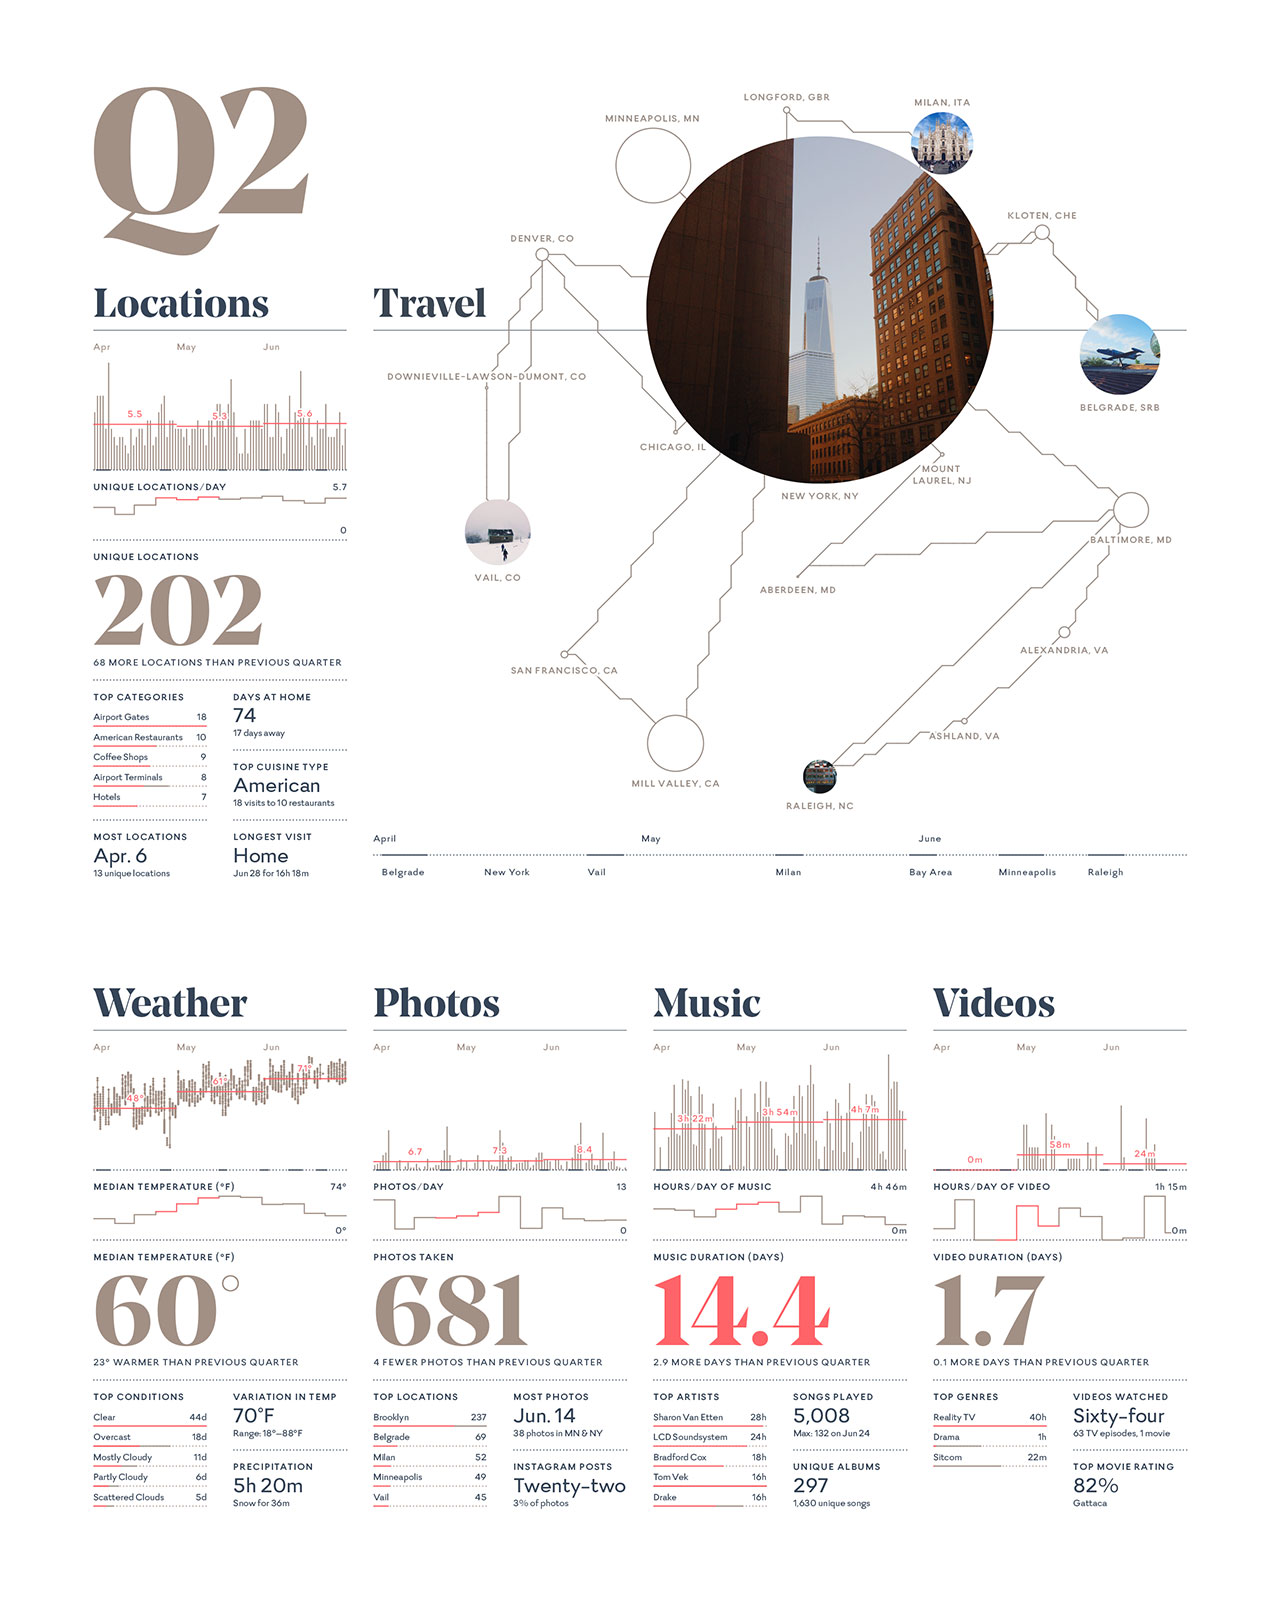 Q2
Locations
Apr May Jun
5.5 5.3 5.6
UNIQUE LOCATIONS/DAY 5.7
0
UNIQUE LOCATIONS
202
68 MORE LOCATIONS THAN PREVIOUS QUARTER
TOP CATEGORIES
Airport Gates 18
American Restaurants 10
Coffee Shops 9
Airport Terminals 8
Hotels 7
MOST LOCATIONS
Apr. 6
13 unique locations
DAYS AT HOME
74
17 days away
TOP CUISINE TYPE
American
18 visits to 10 restaurants
LONGEST VISIT
Home
Jun 28 for 16h 18m
Travel
LONGFORD, GBR
MILAN, ITA
MINNEAPOLIS, MN
KLOTEN, CHE
DENVER, CO
DOWNIEVILLE-LAWSON-DUMONT, CO
BELGRADE, SRB
CHICAGO, IL
MOUNT
LAUREL, NJ
NEW YORK, NY
BALTIMORE, MD
VAIL, CO
ABERDEEN, MD
ALEXANDRIA, VA
SAN FRANCISCO, CA
ASHLAND, VA
MILL VALLEY, CA
RALEIGH, NC
April May June
Belgrade New York Vail Milan Bay Area Minneapolis Raleigh
Weather
Apr May Jun
48° 61° 71°
MEDIAN TEMPERATURE (°F) 74°
0°
MEDIAN TEMPERATURE (°F)
60°
23° WARMER THAN PREVIOUS QUARTER
TOP CONDITIONS
Clear 44d
Overcast 18d
Mostly Cloudy 11d
Partly Cloudy 6d
Scattered Clouds 5d
VARIATION IN TEMP
70°F
Range: 18°–88°F
PRECIPITATION
5h 20m
Snow for 36m
Photos
Apr May Jun
6.7 7.3 8.4
PHOTOS/DAY 13
0
PHOTOS TAKEN
681
4 FEWER PHOTOS THAN PREVIOUS QUARTER
TOP LOCATIONS
Brooklyn 237
Belgrade 69
Milan 52
Minneapolis 49
Vail 45
MOST PHOTOS
Jun. 14
38 photos in MN & NY
INSTAGRAM POSTS
Twenty-two
3% of photos
Music
Apr May Jun
3h 22m 3h 54m 4h 7m
HOURS/DAY OF MUSIC 4h 46m
0m
MUSIC DURATION (DAYS)
14.4
2.9 MORE DAYS THAN PREVIOUS QUARTER
TOP ARTISTS
Sharon Van Etten 28h
LCD Soundsystem 24h
Bradford Cox 18h
Tom Vek 16h
Drake 16h
SONGS PLAYED
5,008
Max: 132 on Jun 24
UNIQUE ALBUMS
297
1,630 unique songs
Videos
Apr May Jun
0m 58m 24m
HOURS/DAY OF VIDEO 1h 15m
0m
VIDEO DURATION (DAYS)
1.7
0.1 MORE DAYS THAN PREVIOUS QUARTER
TOP GENRES
Reality TV 40h
Drama 1h
Sitcom 22m
VIDEOS WATCHED
Sixty-four
63 TV episodes, 1 movie
TOP MOVIE RATING
82%
Gattaca